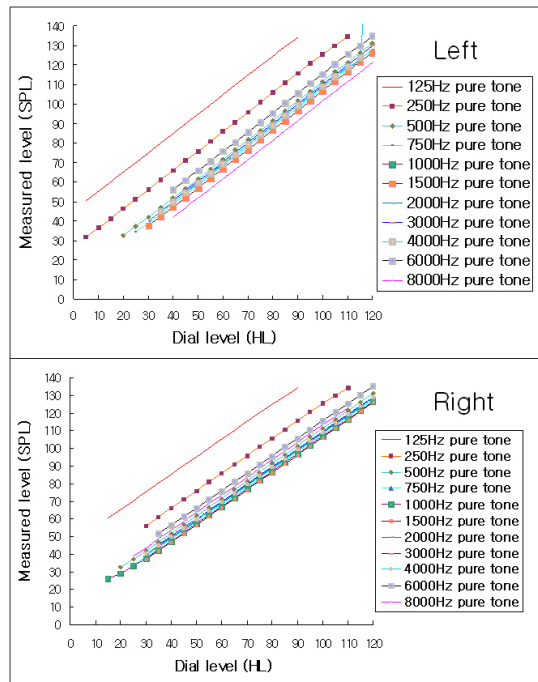 Left
Measured level (SPL)
140
130
120
110
100
90
80
70
60
50
40
30
20
10
0
0 10 20 30 40 50 60 70 80 90 100 110 120
Dial level (HL)
125Hz pure tone
250Hz pure tone
500Hz pure tone
750Hz pure tone
1000Hz pure tone
1500Hz pure tone
2000Hz pure tone
3000Hz pure tone
4000Hz pure tone
6000Hz pure tone
8000Hz pure tone
Right
Measured level (SPL)
140
130
120
110
100
90
80
70
60
50
40
30
20
10
0
0 10 20 30 40 50 60 70 80 90 100 110 120
Dial level (HL)
125Hz pure tone
250Hz pure tone
500Hz pure tone
750Hz pure tone
1000Hz pure tone
1500Hz pure tone
2000Hz pure tone
3000Hz pure tone
4000Hz pure tone
6000Hz pure tone
8000Hz pure tone